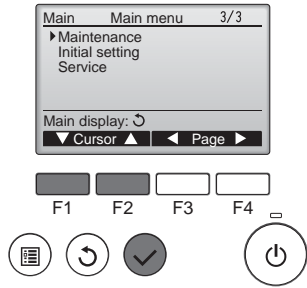 Main Main menu 3/3
Maintenance
Initial setting
Service
Main display:
Cursor Page
F1 F2 F3 F4